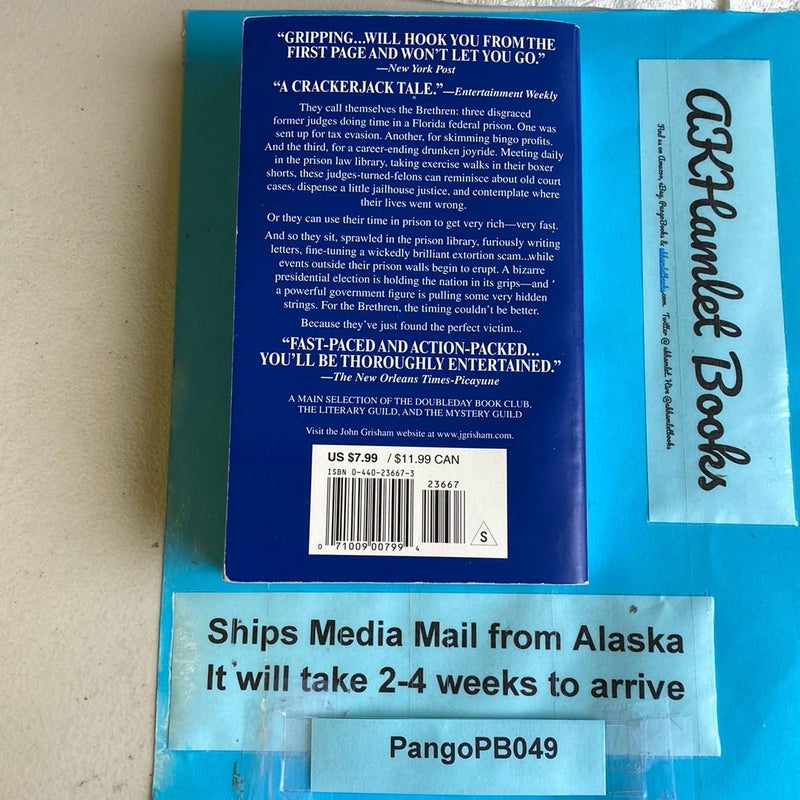 “GRIPPING...WILL HOOK YOU FROM THE
FIRST PAGE AND WON’T LET YOU GO.”
—New York Post
“A CRACKERJACK TALE.”—Entertainment Weekly
They call themselves the Brethren: three disgraced
former judges doing time in a Florida federal prison. One was
sent up for tax evasion. Another, for skimming bingo profits.
And the third, for a career-ending drunken joyride. Meeting daily
in the prison law library, taking exercise walks in their boxer
shorts, these judges-turned-felons can reminisce about old court
cases, dispense a little jailhouse justice, and contemplate where
their lives went wrong.
Or they can use their time in prison to get very rich—very fast.
And so they sit, sprawled in the prison library, furiously writing
letters, fine-tuning a wickedly brilliant extortion scam...while
events outside their prison walls begin to erupt. A bizarre
presidential election is holding the nation in its grips—and
a powerful government figure is pulling some very hidden
strings. For the Brethren, the timing couldn’t be better.
Because they’ve just found the perfect victim...
“FAST-PACED AND ACTION-PACKED...
YOU’LL BE THOROUGHLY ENTERTAINED.”
—The New Orleans Times-Picayune
A MAIN SELECTION OF THE DOUBLEDAY BOOK CLUB,
THE LITERARY GUILD, AND THE MYSTERY GUILD
Visit the John Grisham website at www.jgrisham.com.
US $7.99 / $11.99 CAN
ISBN 0-440-23667-3
23667
0 71009 00799 4
S
AKHamlet Books
Find us on Amazon, eBay, PangoBooks & akhamletbooks.com. Twitter @ akhamlet. Hive @akhamletbooks
Ships Media Mail from Alaska
It will take 2-4 weeks to arrive
PangoPB049